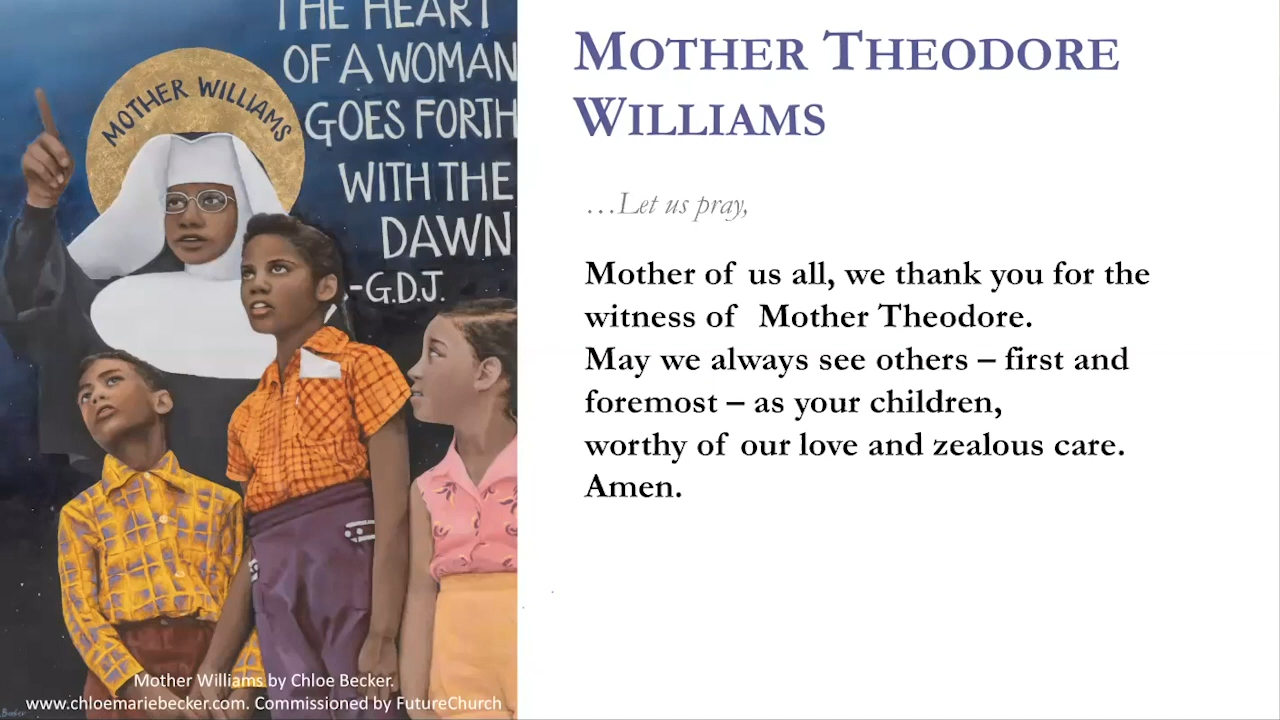 THE HEART
OF A WOMAN
GOES FORTH
WITH THE
DAWN
-G.D.J.
MOTHER WILLIAMS
Mother Williams by Chloe Becker.
www.chloemariebecker.com. Commissioned by FutureChurch
Becker
MOTHER THEODORE
WILLIAMS
...Let us pray,
Mother of us all, we thank you for the
witness of Mother Theodore.
May we always see others – first and
foremost – as your children,
worthy of our love and zealous care.
Amen.